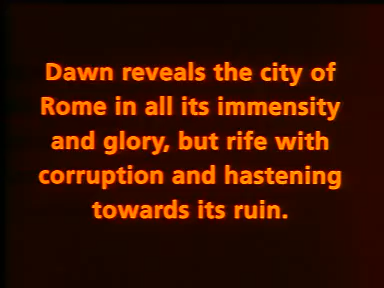 Dawn reveals the city of
Rome in all its immensity
and glory, but rife with
corruption and hastening
towards its ruin.